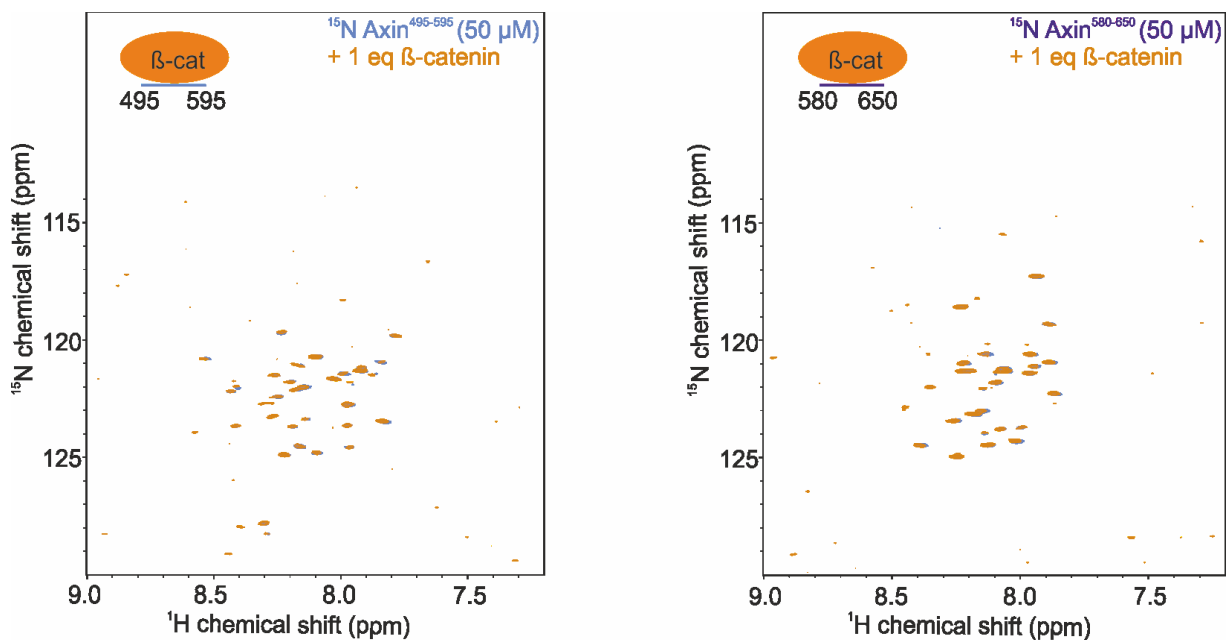 ¹⁵N Axin⁴⁹⁵⁻⁵⁹⁵ (50 µM)
+ 1 eq ß-catenin
ß-cat
495 595
115
120
125
¹⁵N chemical shift (ppm)
9.0 8.5 8.0 7.5
¹H chemical shift (ppm)
¹⁵N Axin⁵⁸⁰⁻⁶⁵⁰ (50 µM)
+ 1 eq ß-catenin
ß-cat
580 650
115
120
125
¹⁵N chemical shift (ppm)
9.0 8.5 8.0 7.5
¹H chemical shift (ppm)